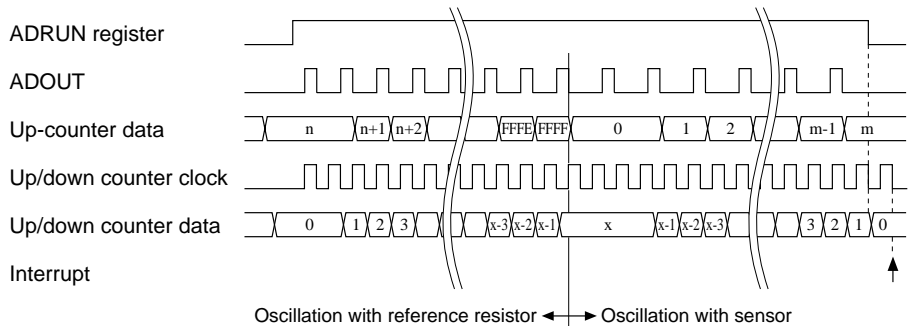 ADRUN register
ADOUT
Up-counter data n n+1 n+2 FFFE FFFF 0 1 2 m-1 m
Up/down counter clock
Up/down counter data 0 1 2 3 x-3 x-2 x-1 x x-1 x-2 x-3 3 2 1 0
Interrupt
Oscillation with reference resistor Oscillation with sensor